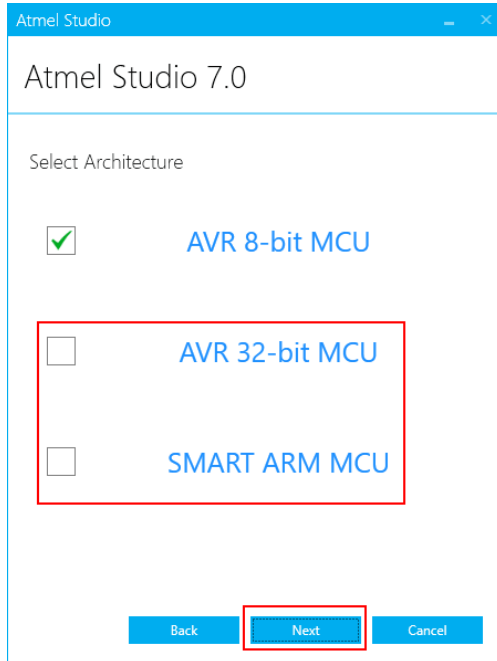 Atmel Studio
Atmel Studio 7.0
Select Architecture
AVR 8-bit MCU
AVR 32-bit MCU
SMART ARM MCU
Back Next Cancel